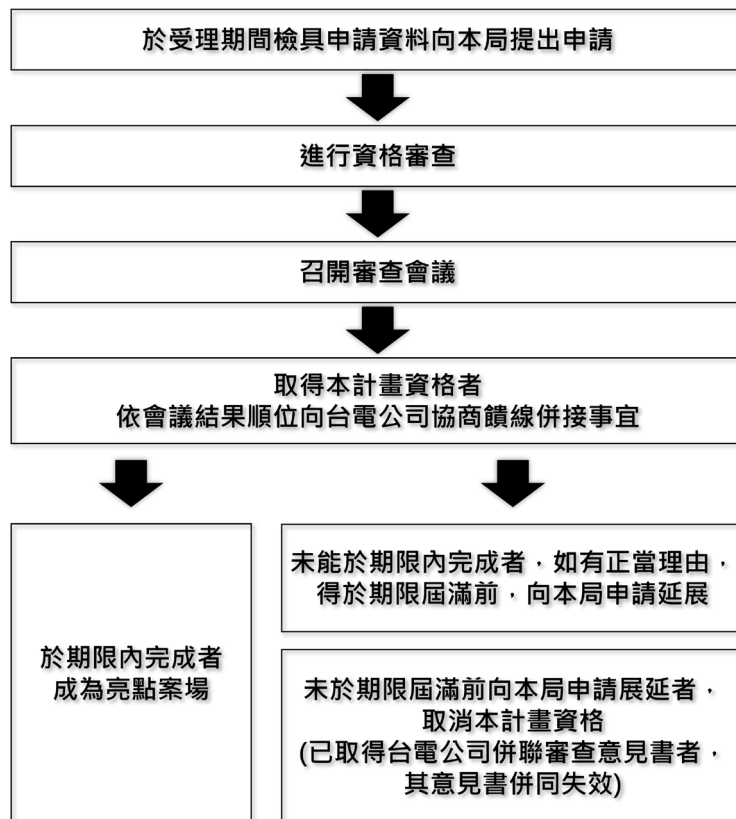 於受理期間檢具申請資料向本局提出申請
進行資格審查
召開審查會議
取得本計畫資格者
依會議結果順位向台電公司協商饋線併接事宜
於期限內完成者
成為亮點案場
未能於期限內完成者，如有正當理由，
得於期限屆滿前，向本局申請延展
未於期限屆滿前向本局申請展延者，
取消本計畫資格
(已取得台電公司併聯審查意見書者，
其意見書併同失效)